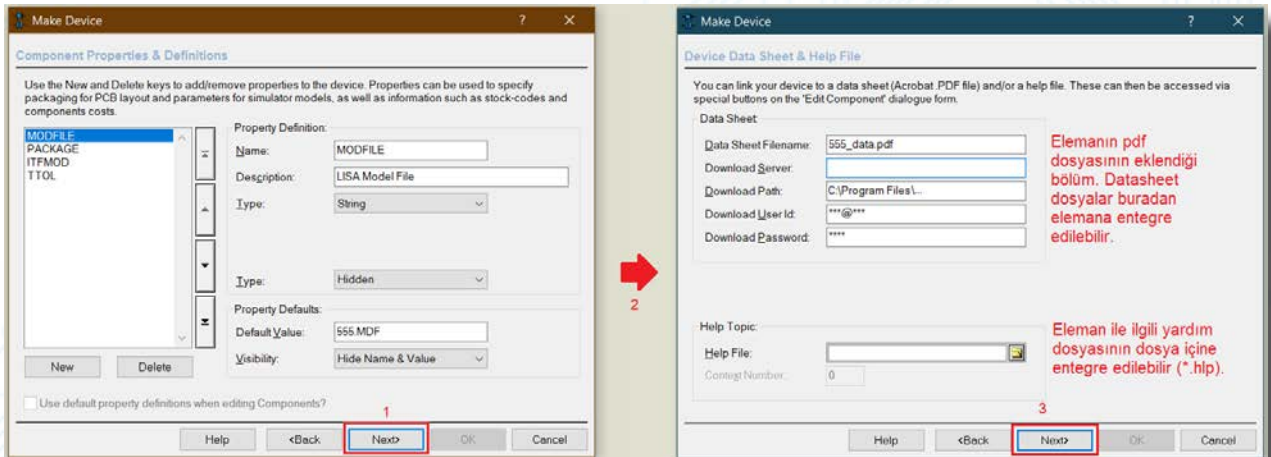 Make Device
? ×
Component Properties & Definitions
Use the New and Delete keys to add/remove properties to the device. Properties can be used to specify
packaging for PCB layout and parameters for simulator models, as well as information such as stock-codes and
components costs.
MODFILE
PACKAGE
ITFMOD
TTOL
Property Definition:
Name: MODFILE
Description: LISA Model File
Type: String
Type: Hidden
Property Defaults:
Default Value: 555.MDF
Visibility: Hide Name & Value
New Delete
Use default property definitions when editing Components?
1
Help <Back Next> OK Cancel
2
Make Device
? ×
Device Data Sheet & Help File
You can link your device to a data sheet (Acrobat .PDF file) and/or a help file. These can then be accessed via
special buttons on the 'Edit Component' dialogue form.
Data Sheet:
Data Sheet Filename: 555_data.pdf
Download Server:
Download Path: C:\Program Files\...
Download User Id: ***@***
Download Password: ****
Elemanın pdf
dosyasının eklendiği
bölüm. Datasheet
dosyalar buradan
elemana entegre
edilebilir.
Help Topic:
Help File:
Context Number: 0
Eleman ile ilgili yardım
dosyasının dosya içine
entegre edilebilir (*.hlp).
3
Help <Back Next> OK Cancel